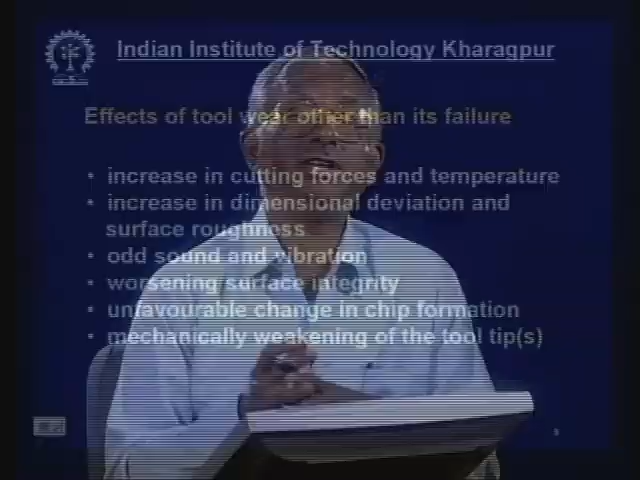 Indian Institute of Technology Kharagpur
Effects of tool wear other than its failure
• increase in cutting forces and temperature
• increase in dimensional deviation and
surface roughness
• odd sound and vibration
• worsening surface integrity
• unfavourable change in chip formation
• mechanically weakening of the tool tip(s)